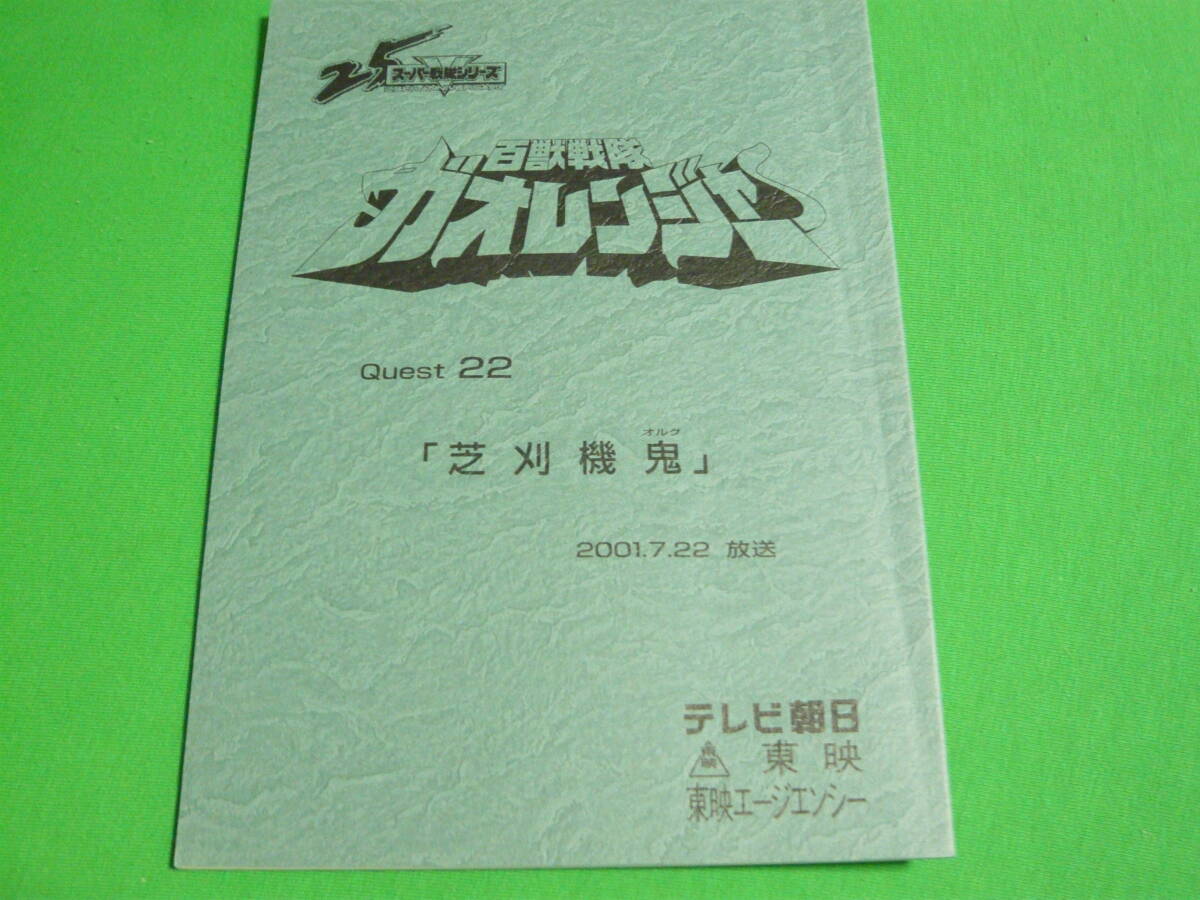 25 スーパー戦隊シリーズ
百獣戦隊
ガオレンジャー
Quest 22
オルグ
「芝刈機鬼」
2001.7.22 放送
テレビ朝日
東映 東映
東映エージエンシー